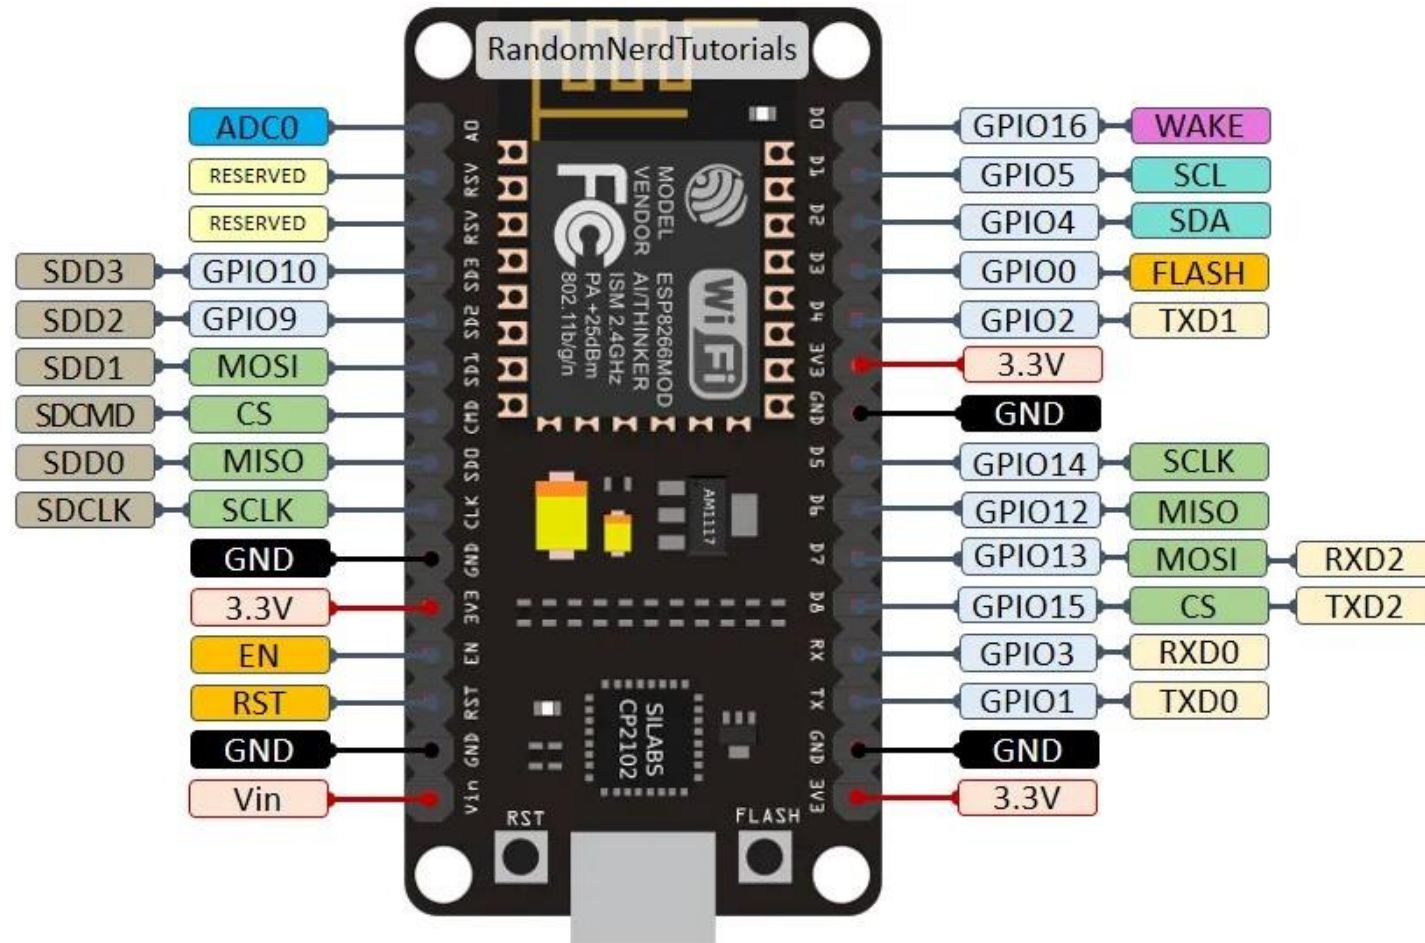 RandomNerdTutorials
ADC0
RESERVED
RESERVED
SDD3 GPIO10
SDD2 GPIO9
SDD1 MOSI
SDCMD CS
SDD0 MISO
SDCLK SCLK
GND
3.3V
EN
RST
GND
Vin
A0
RSV
RSV
SD3
SD2
SD1
CMD
SD0
CLK
GND
3V3
EN
RST
GND
Vin
MODEL ESP8266MOD
VENDOR AI/THINKER
ISM 2.4GHz
PA +25dBm
802.11b/g/n
FC
Wi Fi
AM1117
SILABS
CP2102
RST
FLASH
D0
D1
D2
D3
D4
3V3
GND
D5
D6
D7
D8
RX
TX
GND
3V3
GPIO16 WAKE
GPIO5 SCL
GPIO4 SDA
GPIO0 FLASH
GPIO2 TXD1
3.3V
GND
GPIO14 SCLK
GPIO12 MISO
GPIO13 MOSI RXD2
GPIO15 CS TXD2
GPIO3 RXD0
GPIO1 TXD0
GND
3.3V